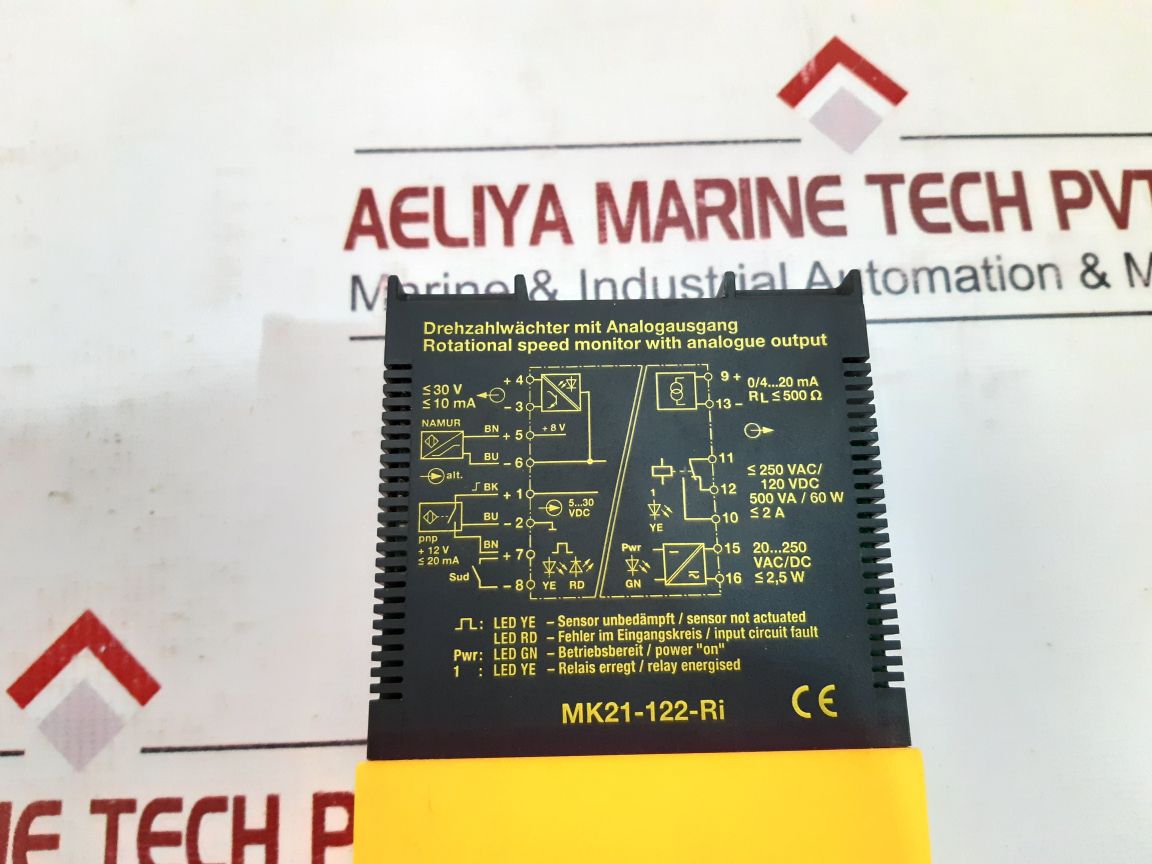 AELIYA MARINE TECH PVT
Marine & Industrial Automation & M
Drehzahlwächter mit Analogausgang
Rotational speed monitor with analogue output
≤ 30 V
≤ 10 mA
+ 4
- 3
NAMUR
BN
+ 5
+ 8 V
BU
- 6
alt.
BK
+ 1
5...30
VDC
BU
- 2
pnp
+ 12 V
≤ 20 mA
BN
+ 7
Sud
- 8
YE RD
9 +
13 -
0/4...20 mA
RL ≤ 500 Ω
11
12
10
≤ 250 VAC/
120 VDC
500 VA / 60 W
≤ 2 A
1
YE
Pwr
GN
15
16
20...250
VAC/DC
≤ 2,5 W
: LED YE – Sensor unbedämpft / sensor not actuated
LED RD – Fehler im Eingangskreis / input circuit fault
Pwr: LED GN – Betriebsbereit / power "on"
1 : LED YE – Relais erregt / relay energised
MK21-122-Ri
CE
NE TECH P